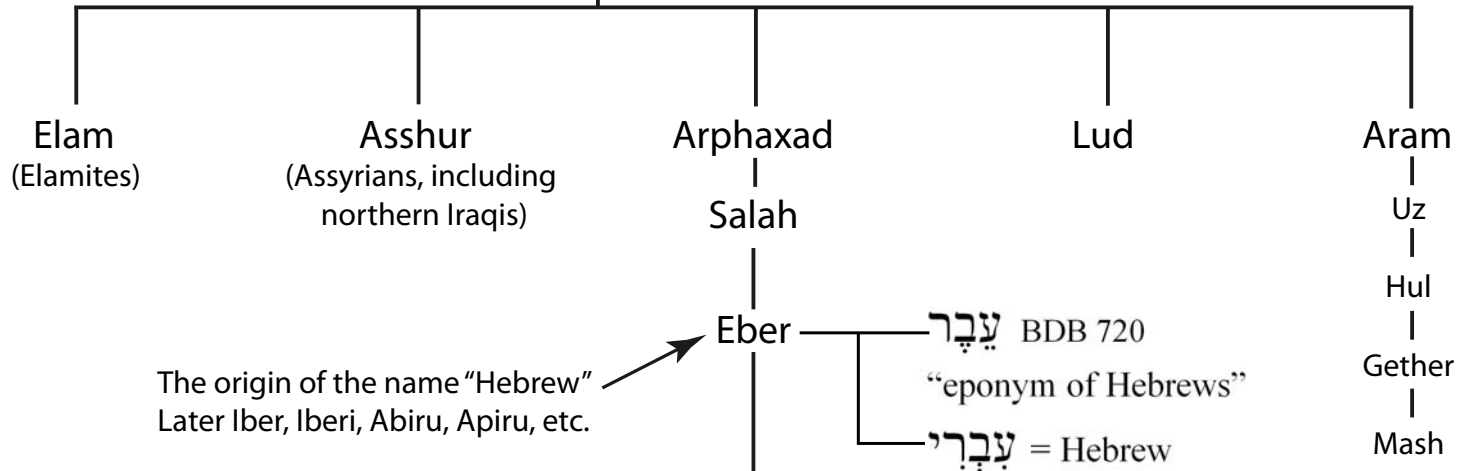 Elam
(Elamites)
Asshur
(Assyrians, including
northern Iraqis)
Arphaxad
Salah
Eber
The origin of the name “Hebrew”
Later Iber, Iberi, Abiru, Apiru, etc.
עֵבֶר BDB 720
“eponym of Hebrews”
עִבְרִי = Hebrew
Lud
Aram
Uz
Hul
Gether
Mash